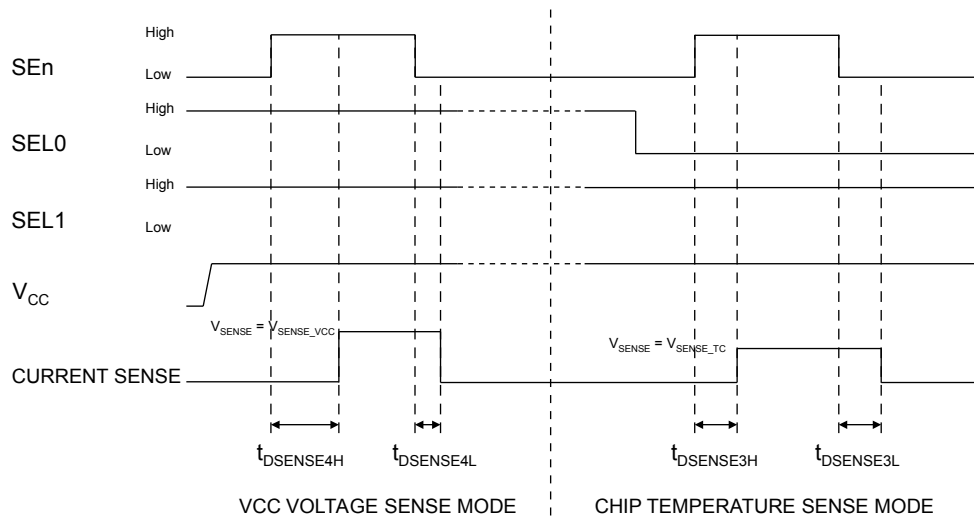 SEn
High
Low
SEL0
High
Low
SEL1
High
Low
VCC
VSENSE = VSENSE_VCC
VSENSE = VSENSE_TC
CURRENT SENSE
tDSENSE4H
tDSENSE4L
tDSENSE3H
tDSENSE3L
VCC VOLTAGE SENSE MODE
CHIP TEMPERATURE SENSE MODE